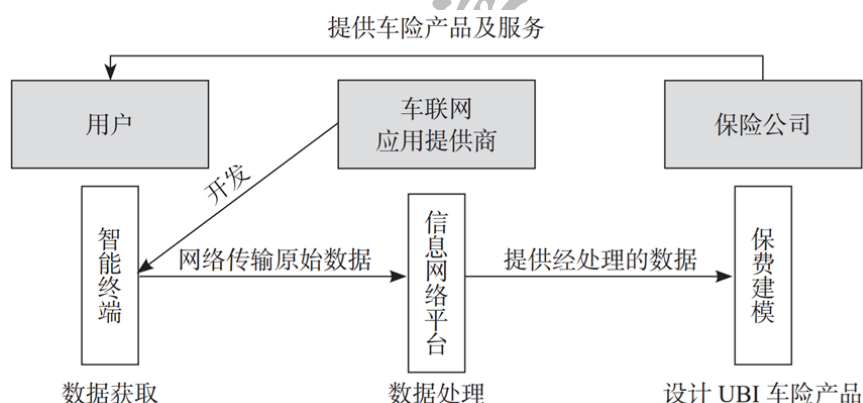 提供车险产品及服务
用户
车联网
应用提供商
保险公司
开发
智能终端
网络传输原始数据
信息网络平台
提供经处理的数据
保费建模
数据获取
数据处理
设计 UBI 车险产品